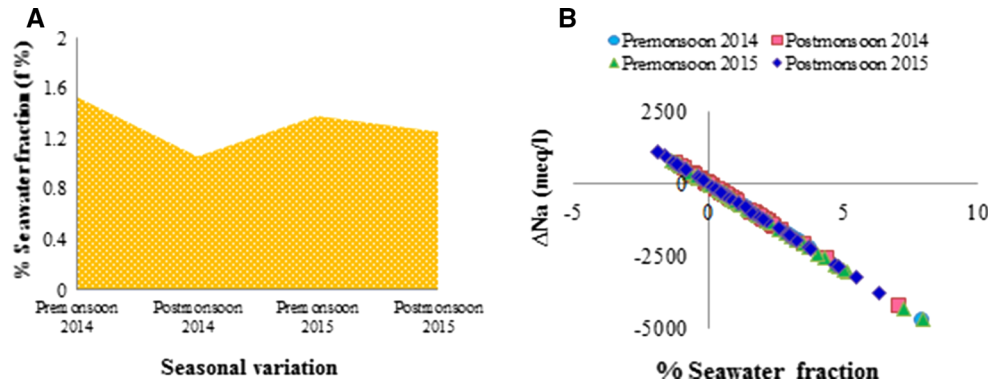 A
% Seawater fraction (f%)
2
1.6
1.2
0.8
0.4
0
Premonsoon 2014
Postmonsoon 2014
Premonsoon 2015
Postmonsoon 2015
Seasonal variation
B
Premonsoon 2014
Postmonsoon 2014
Premonsoon 2015
Postmonsoon 2015
ΔNa (meq/l)
2500
0
-2500
-5000
-5
0
5
10
% Seawater fraction